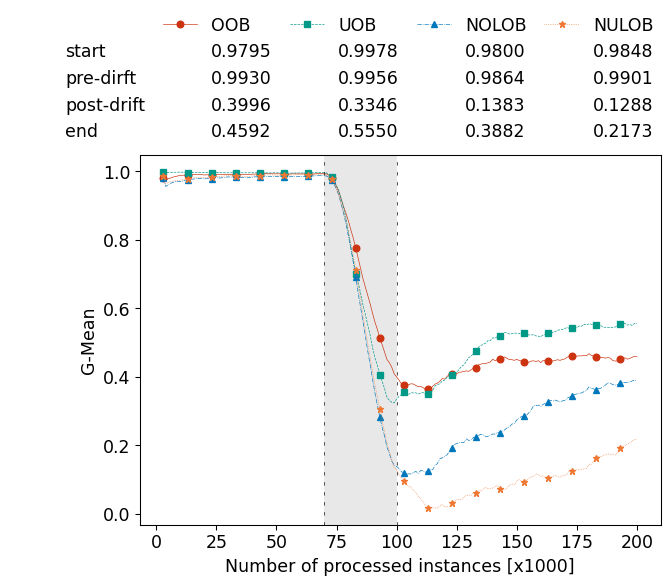 OOB UOB NOLOB NULOB
start 0.9795 0.9978 0.9800 0.9848
pre-dirft 0.9930 0.9956 0.9864 0.9901
post-drift 0.3996 0.3346 0.1383 0.1288
end 0.4592 0.5550 0.3882 0.2173
1.0
0.8
0.6
0.4
0.2
0.0
G-Mean
0 25 50 75 100 125 150 175 200
Number of processed instances [x1000]